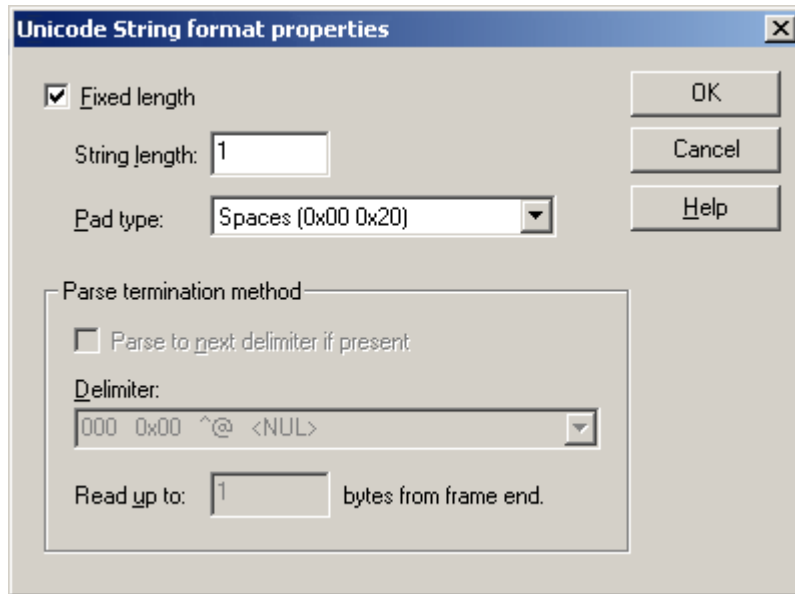 Unicode String format properties
Fixed length
OK
String length: 1
Cancel
Pad type: Spaces (0x00 0x20)
Help
Parse termination method
Parse to next delimiter if present
Delimiter:
000 0x00 ^@ <NUL>
Read up to: 1 bytes from frame end.